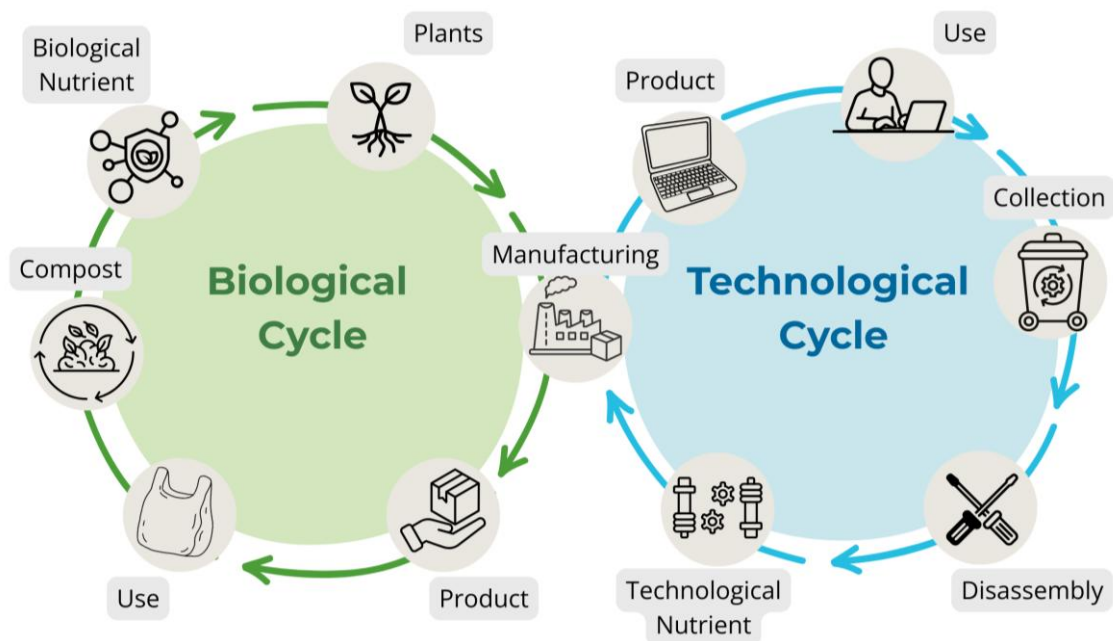 Biological
Nutrient
Plants
Compost
Biological
Cycle
Manufacturing
Use
Product
Product
Use
Collection
Technological
Cycle
Technological
Nutrient
Disassembly